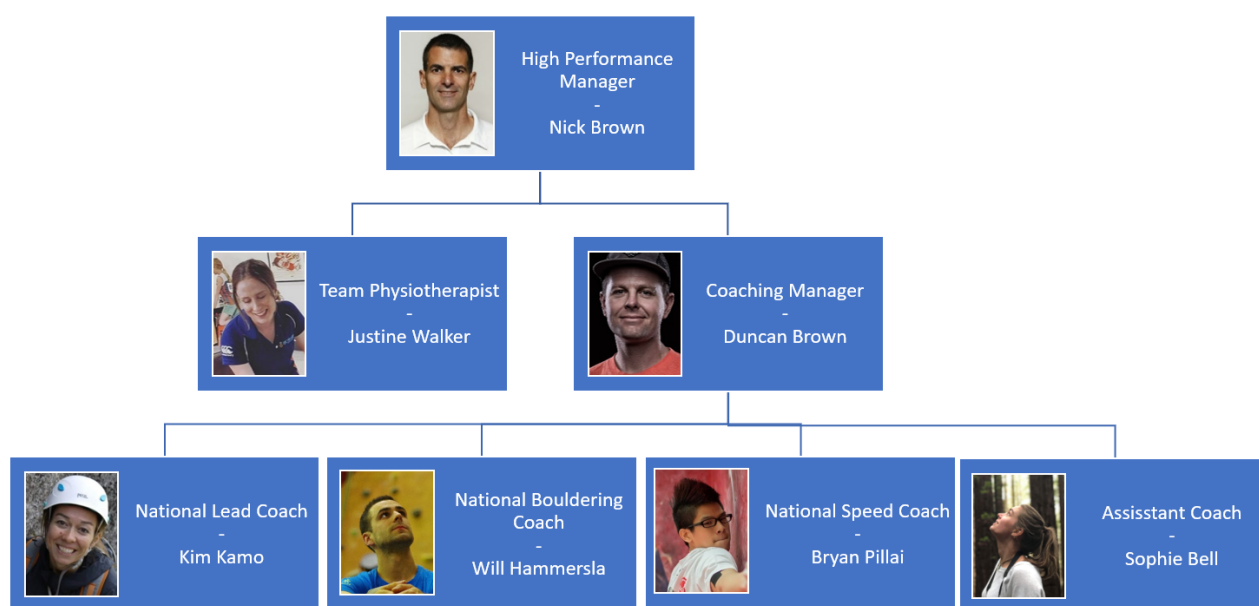 High Performance
Manager
-
Nick Brown
Team Physiotherapist
-
Justine Walker
Coaching Manager
-
Duncan Brown
National Lead Coach
-
Kim Kamo
National Bouldering
Coach
-
Will Hammersla
National Speed Coach
-
Bryan Pillai
Assisstant Coach
-
Sophie Bell